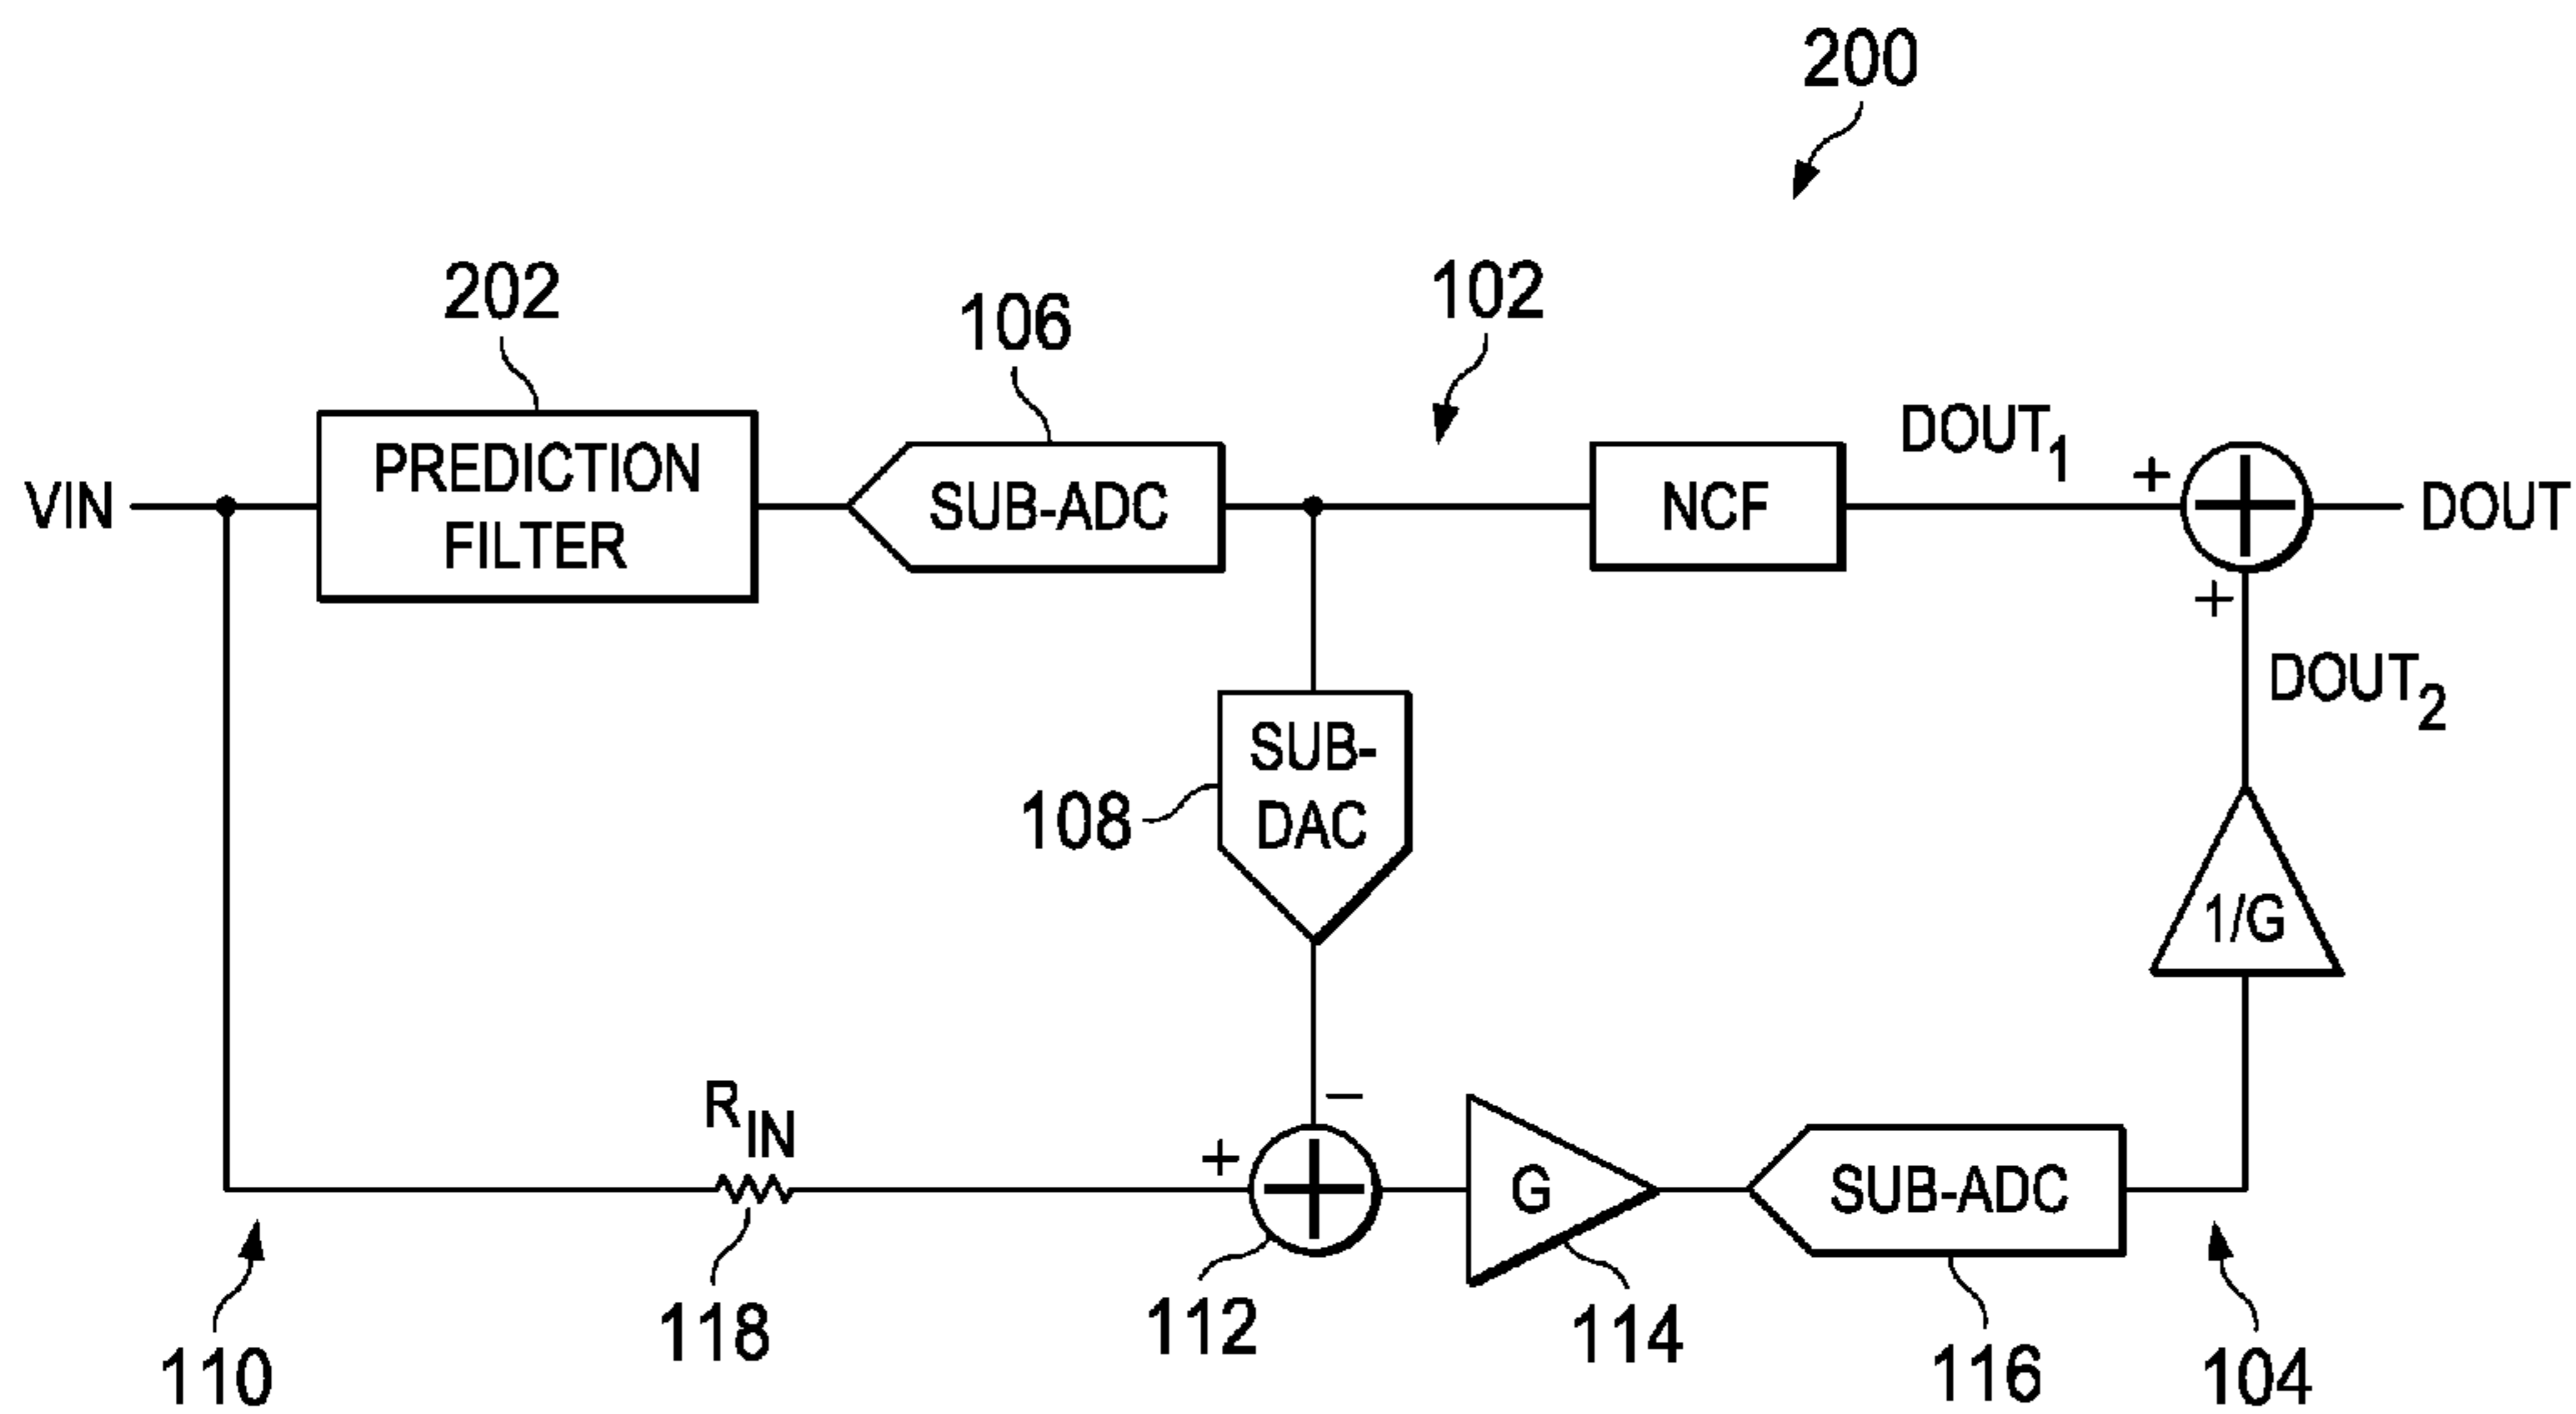 200
202
106
102
VIN
PREDICTION
FILTER
SUB-ADC
NCF
DOUT1
+
DOUT
+
DOUT2
SUB-
DAC
108
1/G
−
RIN
+
G
SUB-ADC
110
118
112
114
116
104